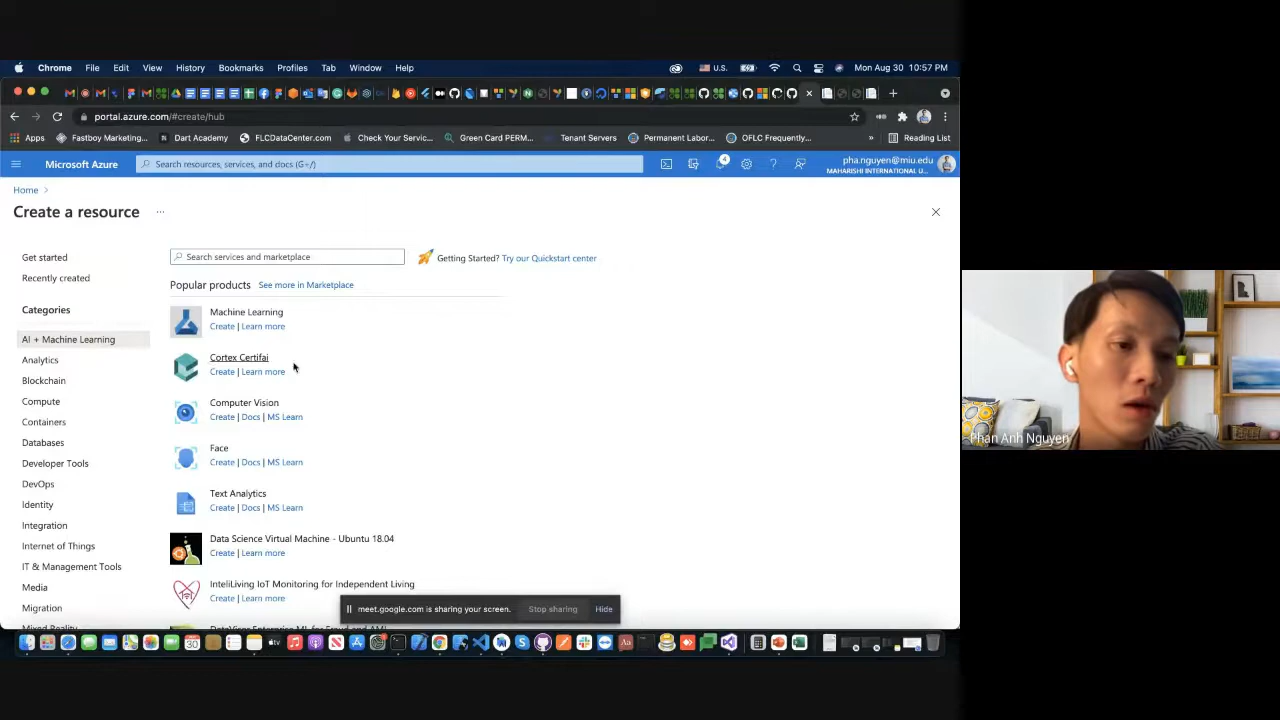 Chrome File Edit View History Bookmarks Profiles Tab Window Help
U.S. Mon Aug 30 10:57 PM
portal.azure.com/#create/hub
Apps Fastboy Marketing... Dart Academy FLCDataCenter.com Check Your Servic... Green Card PERM... Tenant Servers Permanent Labor... OFLC Frequently... » Reading List
Microsoft Azure
Search resources, services, and docs (G+/)
4
pha.nguyen@miu.edu
MAHARISHI INTERNATIONAL U...
Home >
Create a resource ...
Get started
Recently created
Categories
AI + Machine Learning
Analytics
Blockchain
Compute
Containers
Databases
Developer Tools
DevOps
Identity
Integration
Internet of Things
IT & Management Tools
Media
Migration
Mixed Reality
Search services and marketplace
Getting Started? Try our Quickstart center
Popular products See more in Marketplace
Machine Learning
Create | Learn more
Cortex Certifai
Create | Learn more
Computer Vision
Create | Docs | MS Learn
Face
Create | Docs | MS Learn
Text Analytics
Create | Docs | MS Learn
Data Science Virtual Machine - Ubuntu 18.04
Create | Learn more
InteliLiving IoT Monitoring for Independent Living
Create | Learn more
meet.google.com is sharing your screen. Stop sharing Hide
30
Phan Anh Nguyen